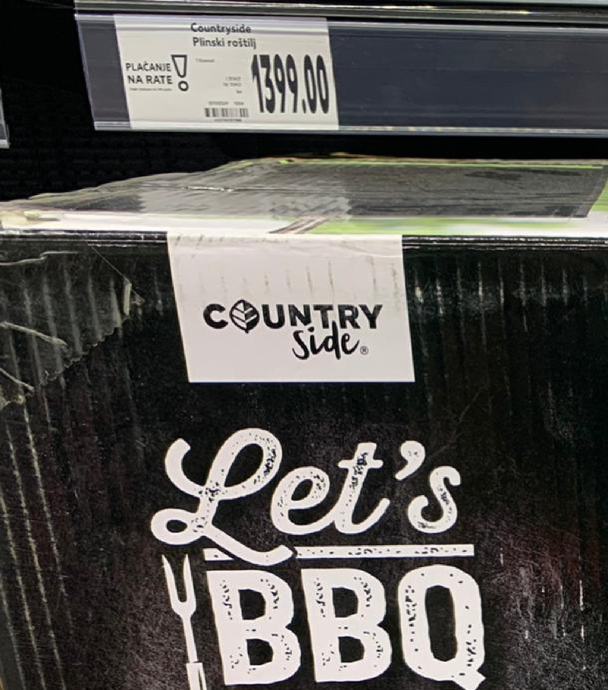 Countryside
Plinski roštilj
PLAĆANJE
NA RATE
1399.00
COUNTRY
side®
Let's
BBQ